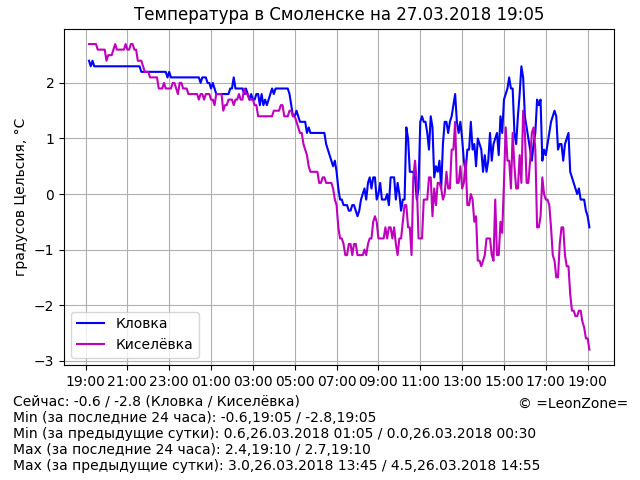 Температура в Смоленске на 27.03.2018 19:05
градусов Цельсия, °C
2
1
0
−1
−2
−3
Кловка
Киселёвка
19:00 21:00 23:00 01:00 03:00 05:00 07:00 09:00 11:00 13:00 15:00 17:00 19:00
Сейчас: -0.6 / -2.8 (Кловка / Киселёвка)
© =LeonZone=
Min (за последние 24 часа): -0.6,19:05 / -2.8,19:05
Min (за предыдущие сутки): 0.6,26.03.2018 01:05 / 0.0,26.03.2018 00:30
Max (за последние 24 часа): 2.4,19:10 / 2.7,19:10
Max (за предыдущие сутки): 3.0,26.03.2018 13:45 / 4.5,26.03.2018 14:55